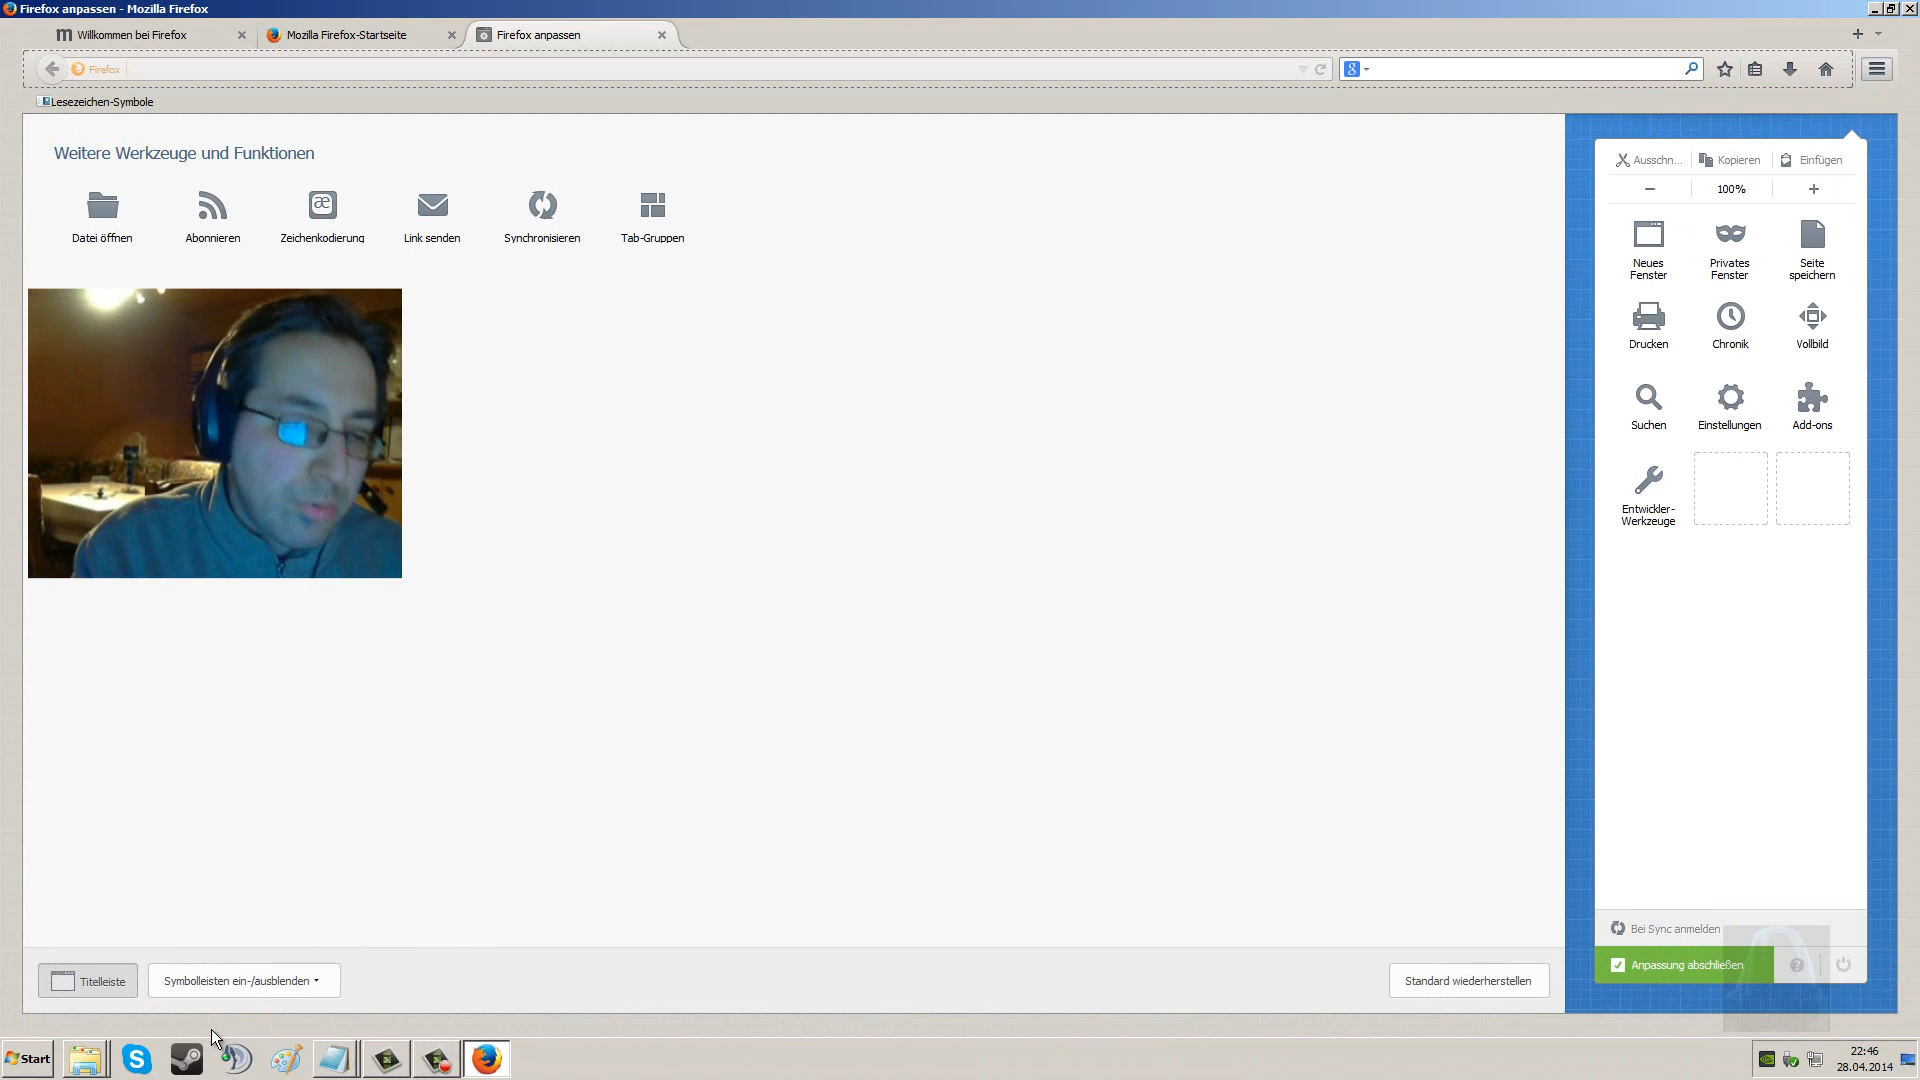 Firefox anpassen - Mozilla Firefox
Willkommen bei Firefox
Mozilla Firefox-Startseite
Firefox anpassen
Firefox
Lesezeichen-Symbole
Weitere Werkzeuge und Funktionen
Datei öffnen
Abonnieren
Zeichenkodierung
Link senden
Synchronisieren
Tab-Gruppen
Ausschn...
Kopieren
Einfügen
100%
Neues
Fenster
Privates
Fenster
Seite
speichern
Drucken
Chronik
Vollbild
Suchen
Einstellungen
Add-ons
Entwickler-
Werkzeuge
Bei Sync anmelden
Anpassung abschließen
Titelleiste
Symbolleisten ein-/ausblenden
Standard wiederherstellen
Start
22:46
28.04.2014